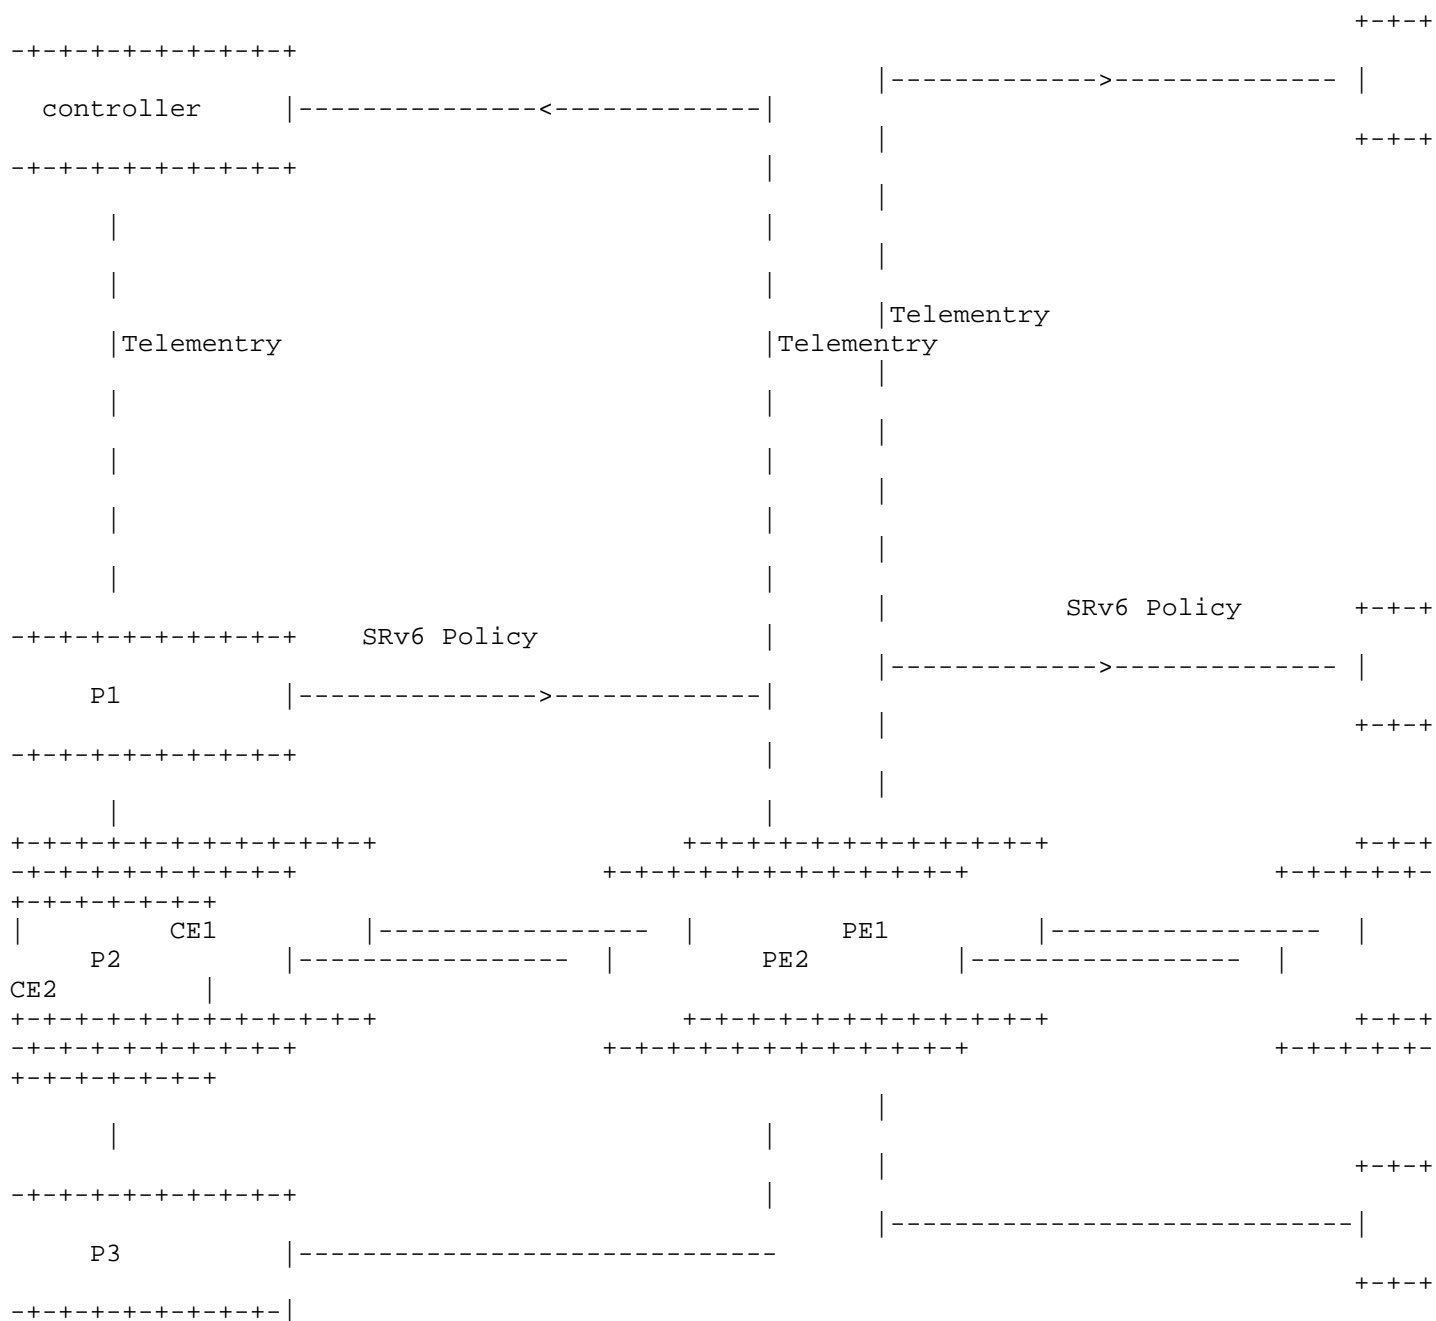 controller
Telementry
Telementry Telementry
SRv6 Policy
SRv6 Policy
P1
CE1 PE1
P2 PE2
CE2
P3